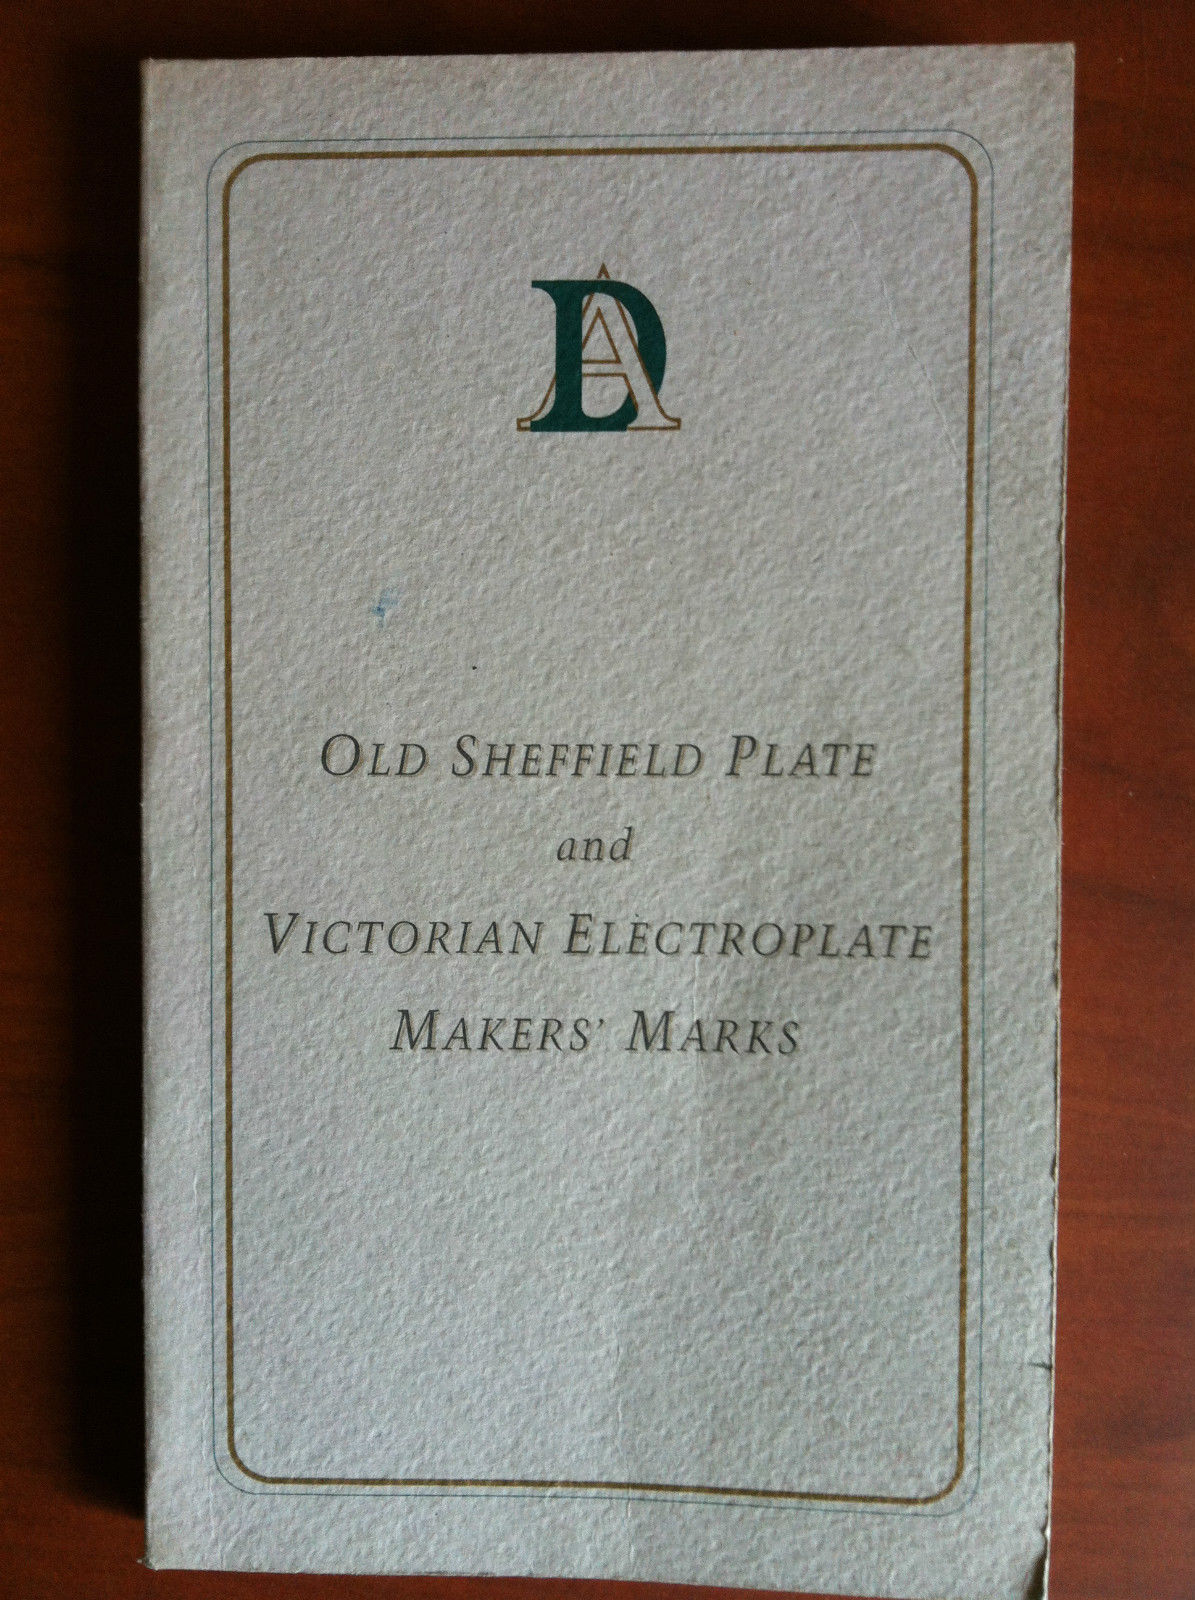 DA
OLD SHEFFIELD PLATE
and
VICTORIAN ELECTROPLATE
MAKERS' MARKS